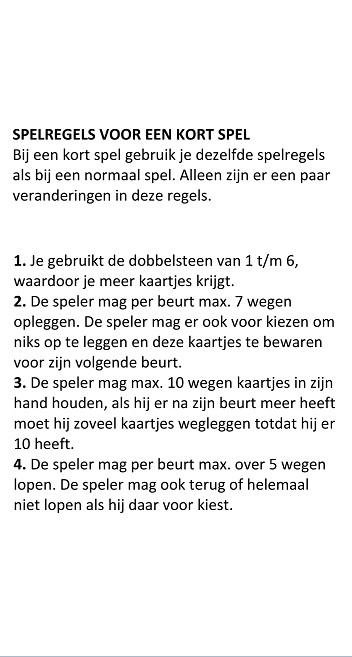 SPELREGELS VOOR EEN KORT SPEL
Bij een kort spel gebruik je dezelfde spelregels
als bij een normaal spel. Alleen zijn er een paar
veranderingen in deze regels.
1. Je gebruikt de dobbelsteen van 1 t/m 6,
waardoor je meer kaartjes krijgt.
2. De speler mag per beurt max. 7 wegen
opleggen. De speler mag er ook voor kiezen om
niks op te leggen en deze kaartjes te bewaren
voor zijn volgende beurt.
3. De speler mag max. 10 wegen kaartjes in zijn
hand houden, als hij er na zijn beurt meer heeft
moet hij zoveel kaartjes wegleggen totdat hij er
10 heeft.
4. De speler mag per beurt max. over 5 wegen
lopen. De speler mag ook terug of helemaal
niet lopen als hij daar voor kiest.